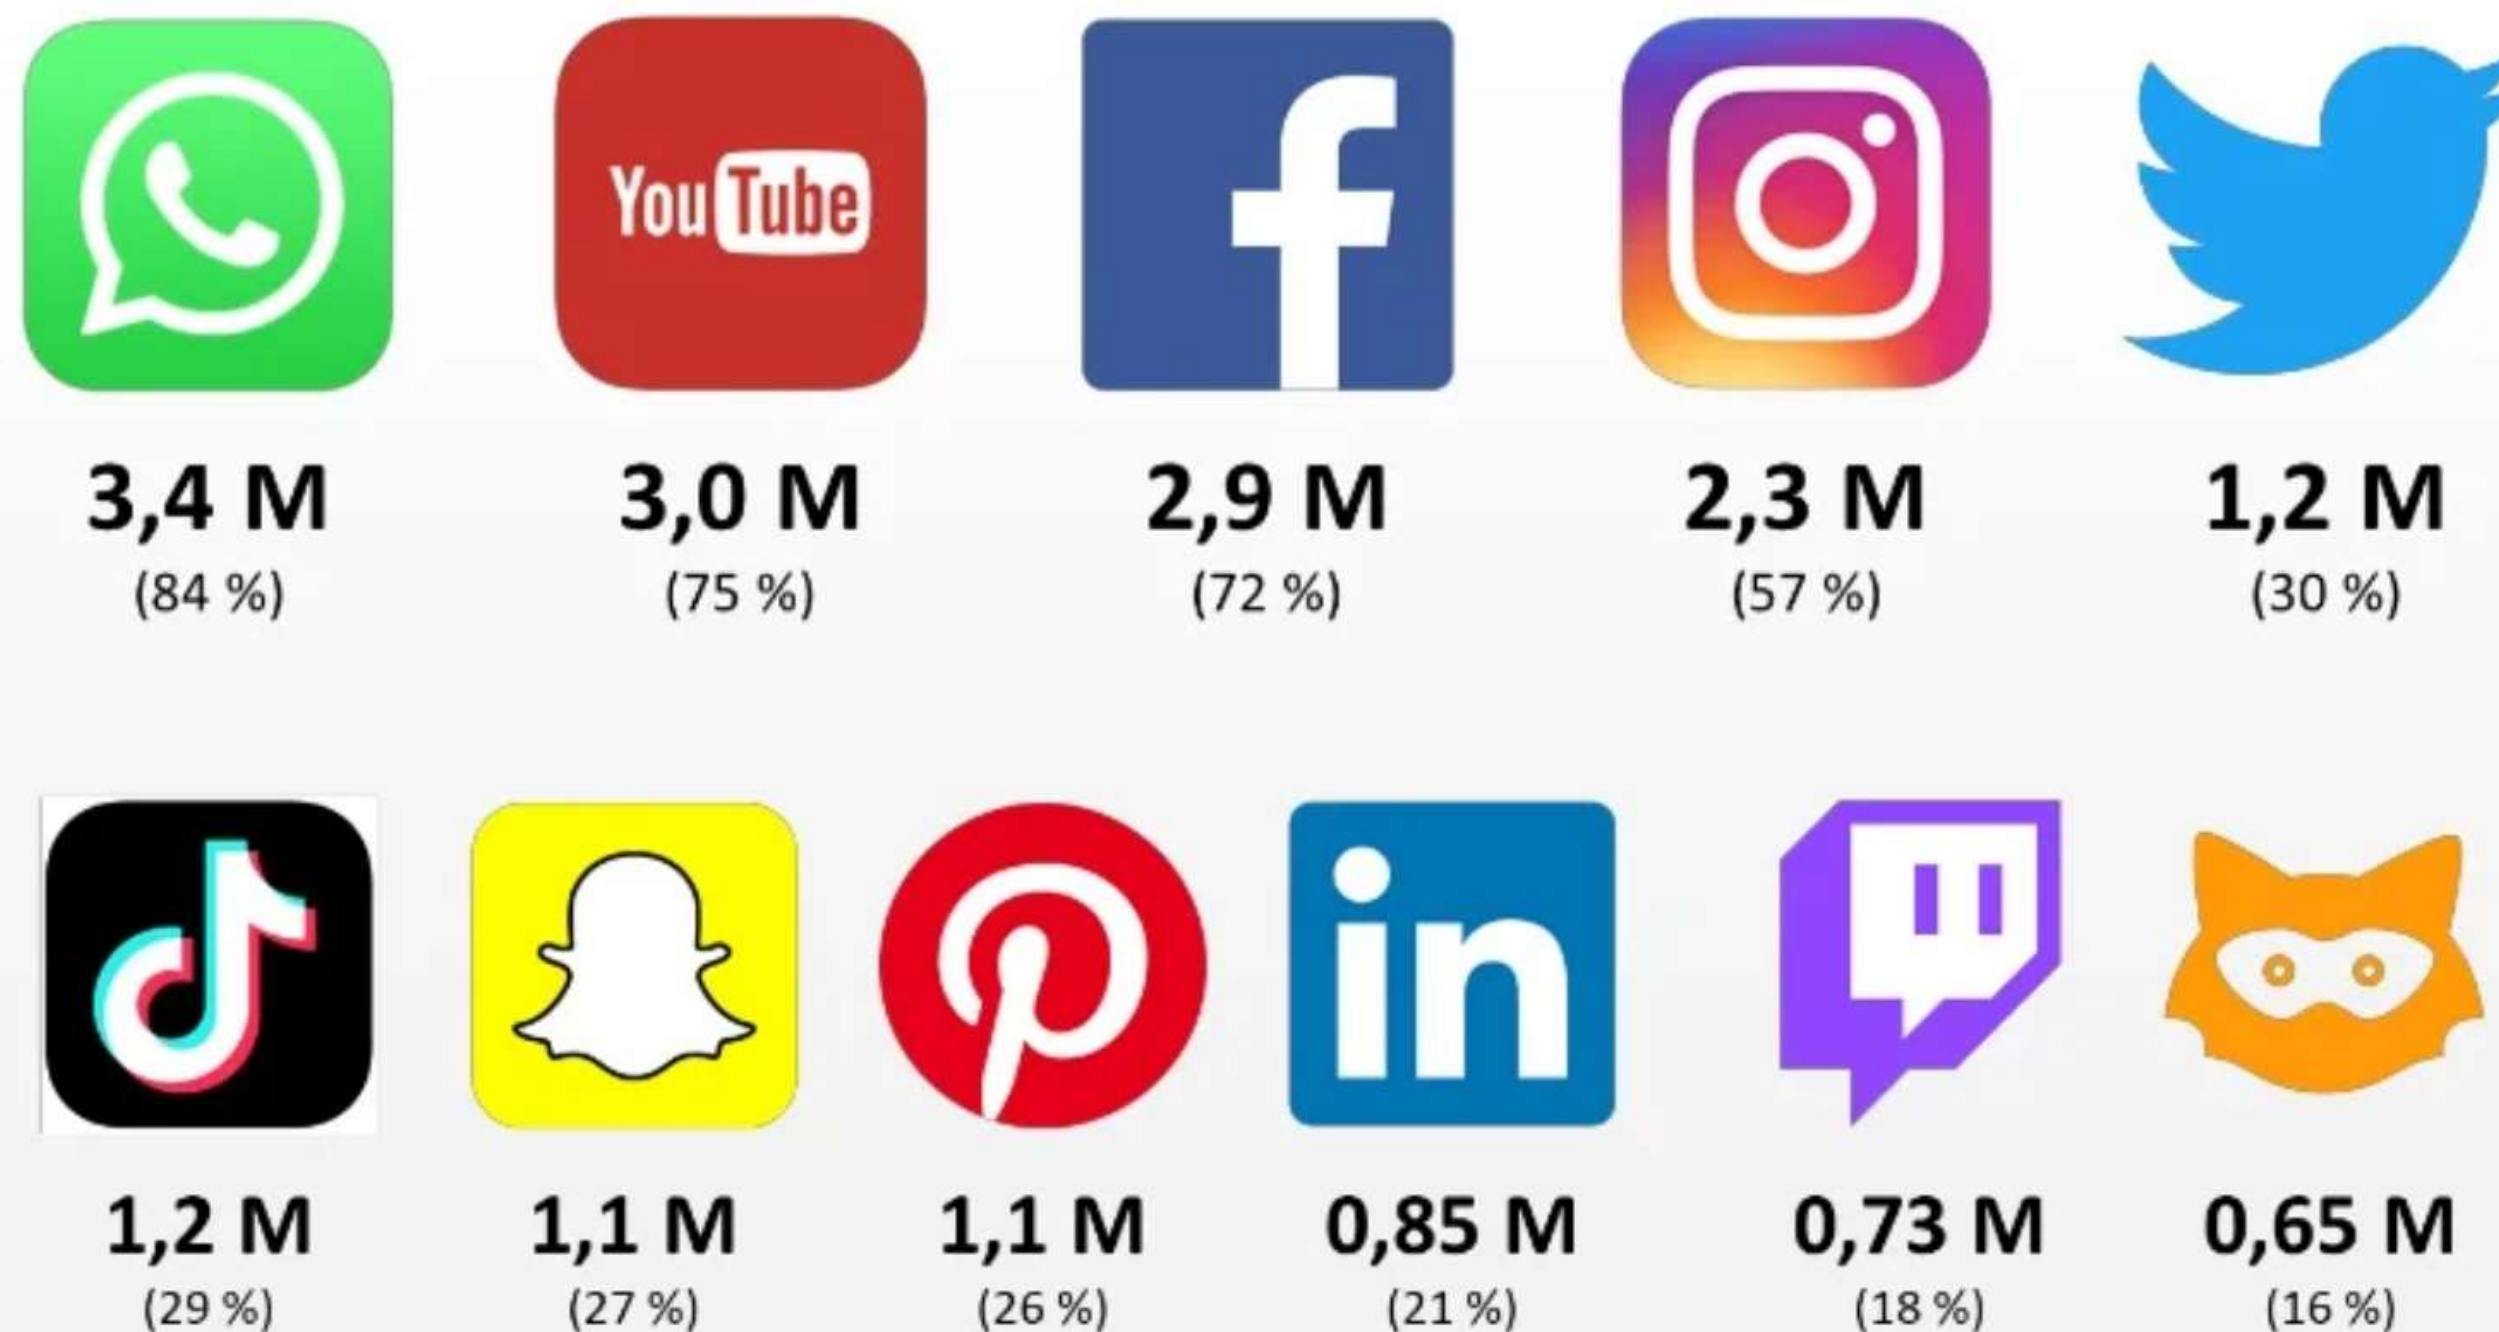 YouTube
3,4 M
3,0 M
2,9 M
2,3 M
1,2 M
(84 %)
(75 %)
(72 %)
(57 %)
(30 %)
in
1,2 M
1,1 M
1,1 M
0,85 M
0,73 M
0,65 M
(29 %)
(27 %)
(26 %)
(21 %)
(18 %)
(16 %)